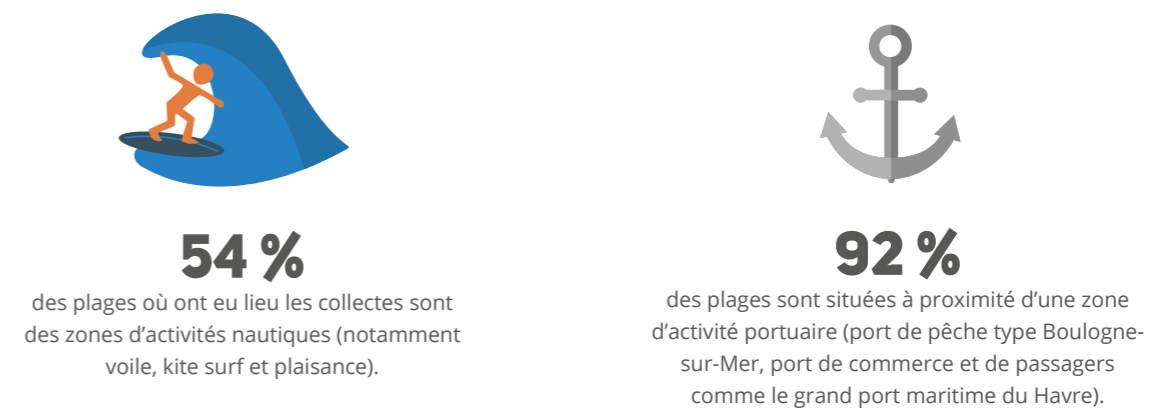 54 %
des plages où ont eu lieu les collectes sont
des zones d’activités nautiques (notamment
voile, kite surf et plaisance).
92 %
des plages sont situées à proximité d’une zone
d’activité portuaire (port de pêche type Boulogne-
sur-Mer, port de commerce et de passagers
comme le grand port maritime du Havre).